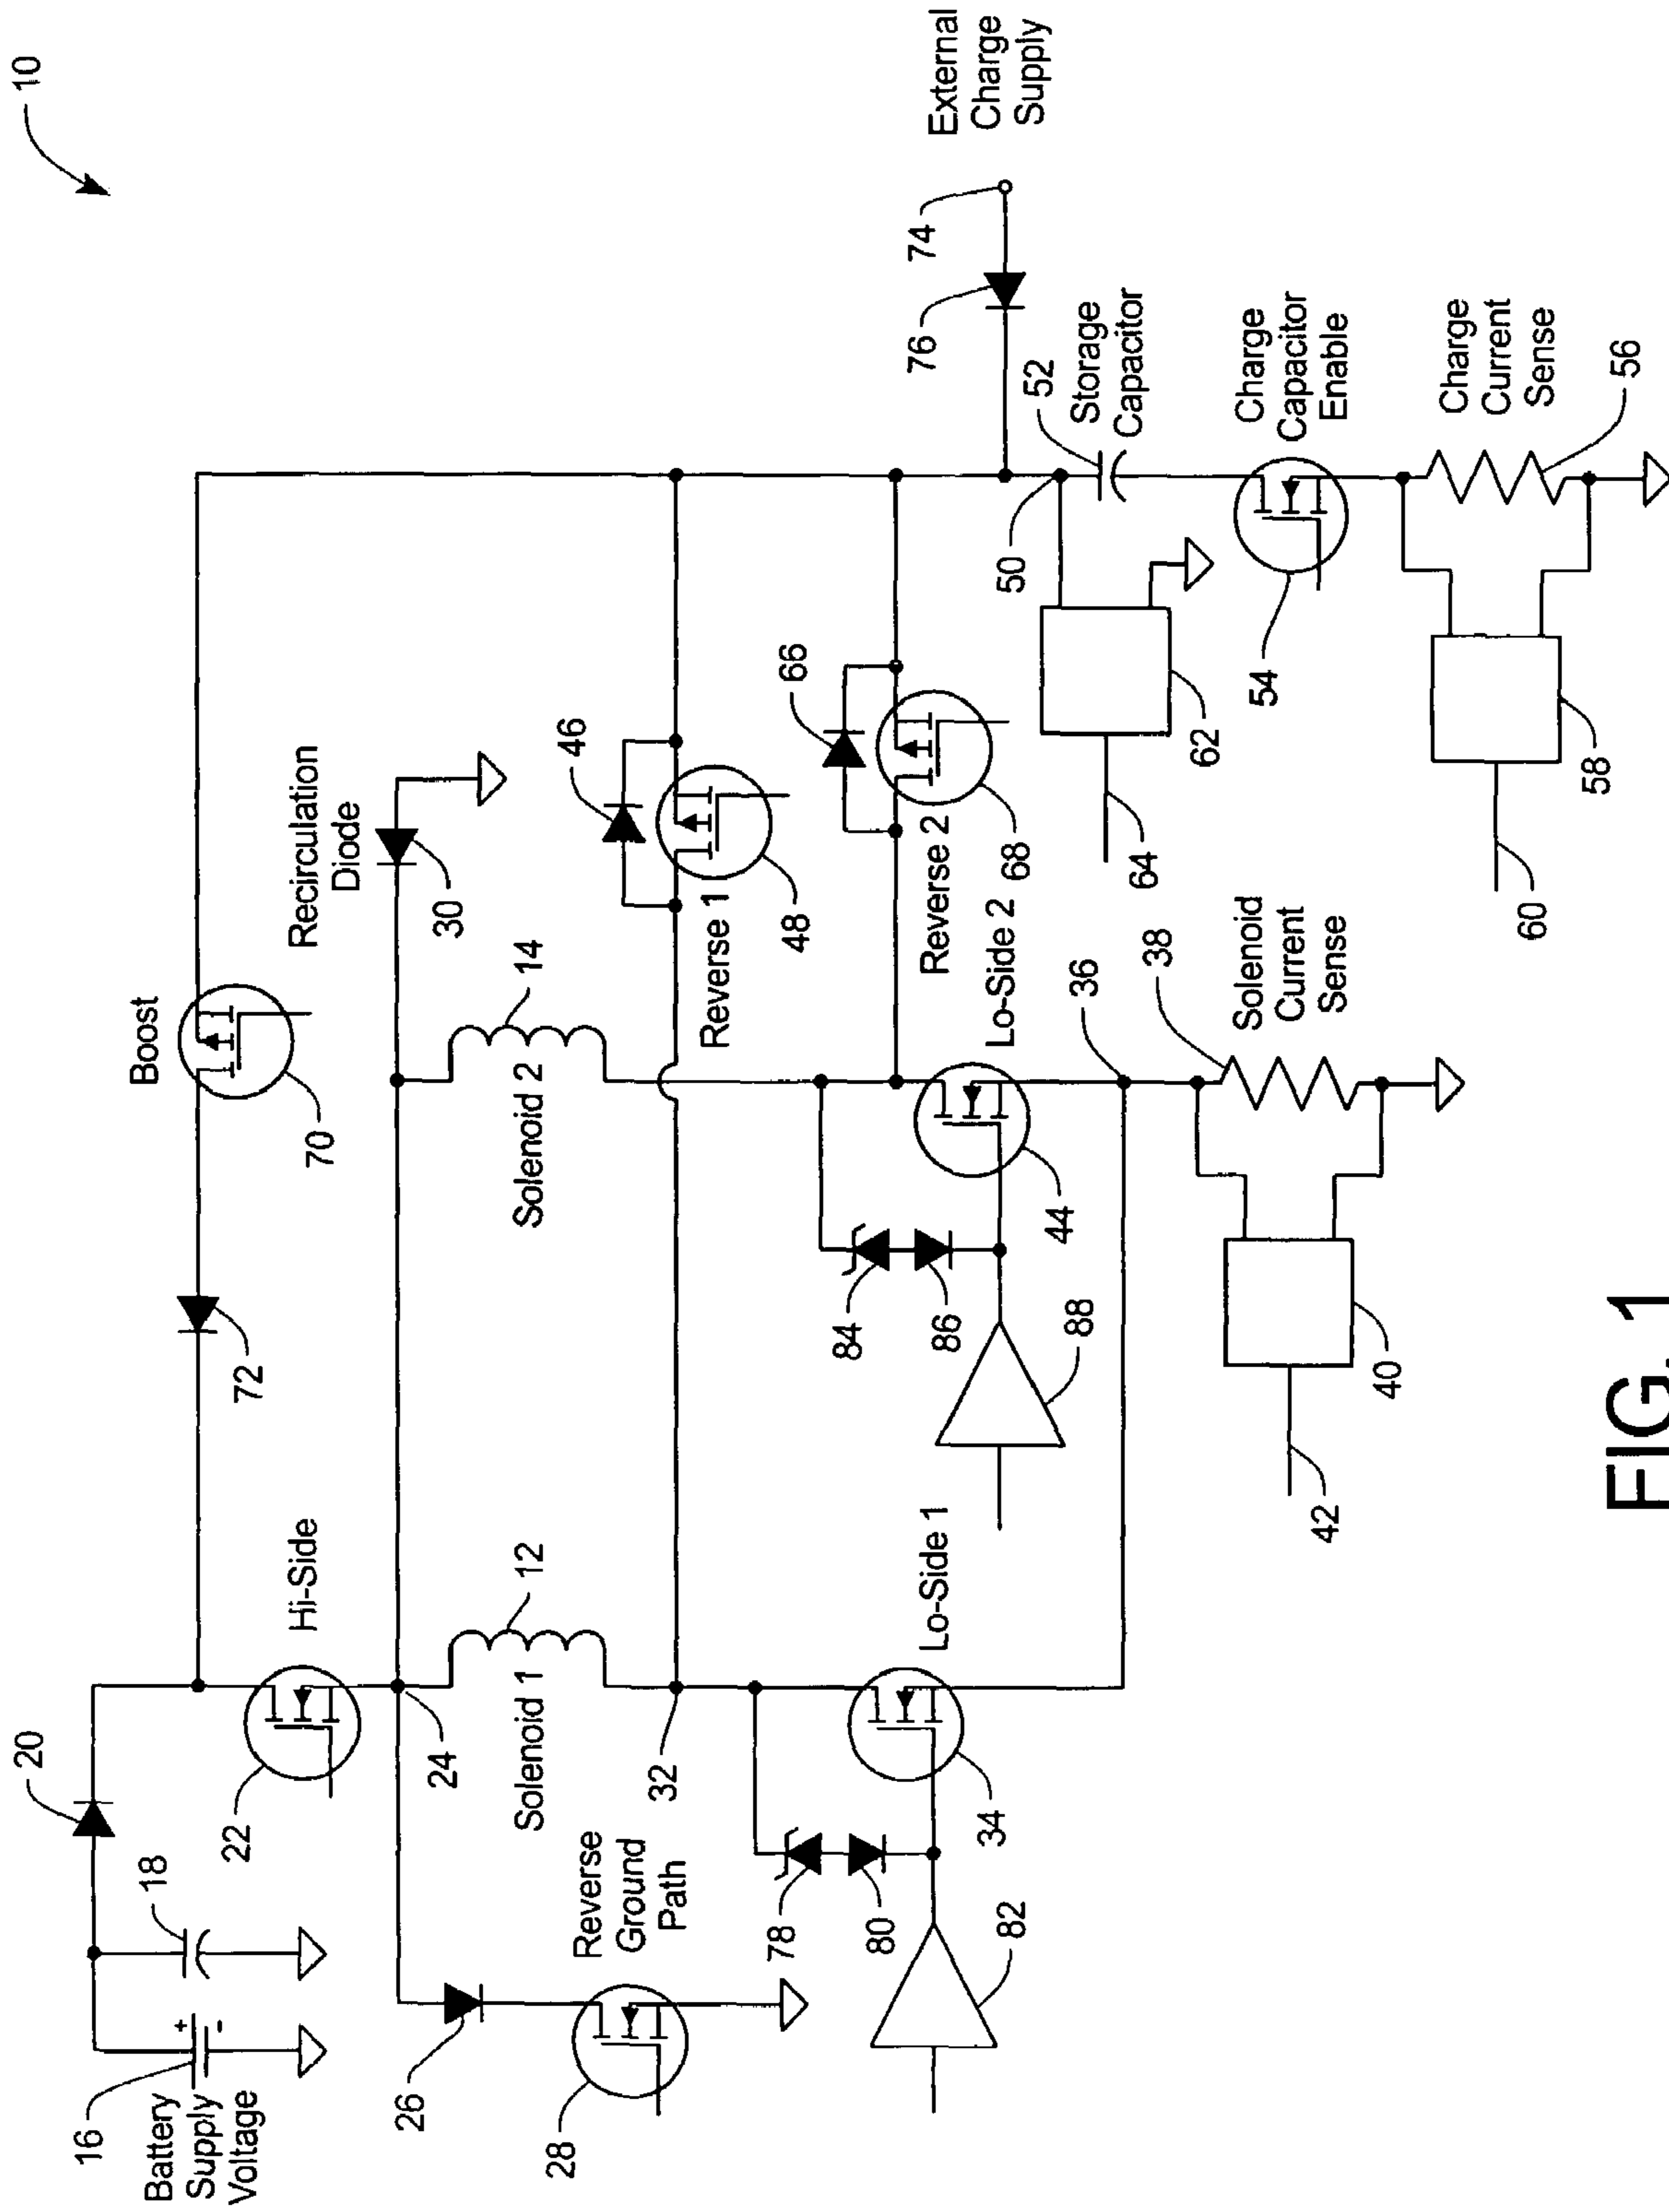 10
Battery
Supply
Voltage
16
+
-
18
20
22
Hi-Side
72
Boost
70
24
26
28
Reverse
Ground
Path
Solenoid 1
12
Solenoid 2
14
Recirculation
Diode
30
32
46
Reverse 1
48
66
Reverse 2
68
External
Charge
Supply
74
76
50
52
Storage
Capacitor
62
64
Charge
Capacitor
Enable
54
Charge
Current
Sense
56
58
60
78
80
82
Lo-Side 1
34
84
86
88
Lo-Side 2
44
36
38
Solenoid
Current
Sense
40
42
FIG. 1